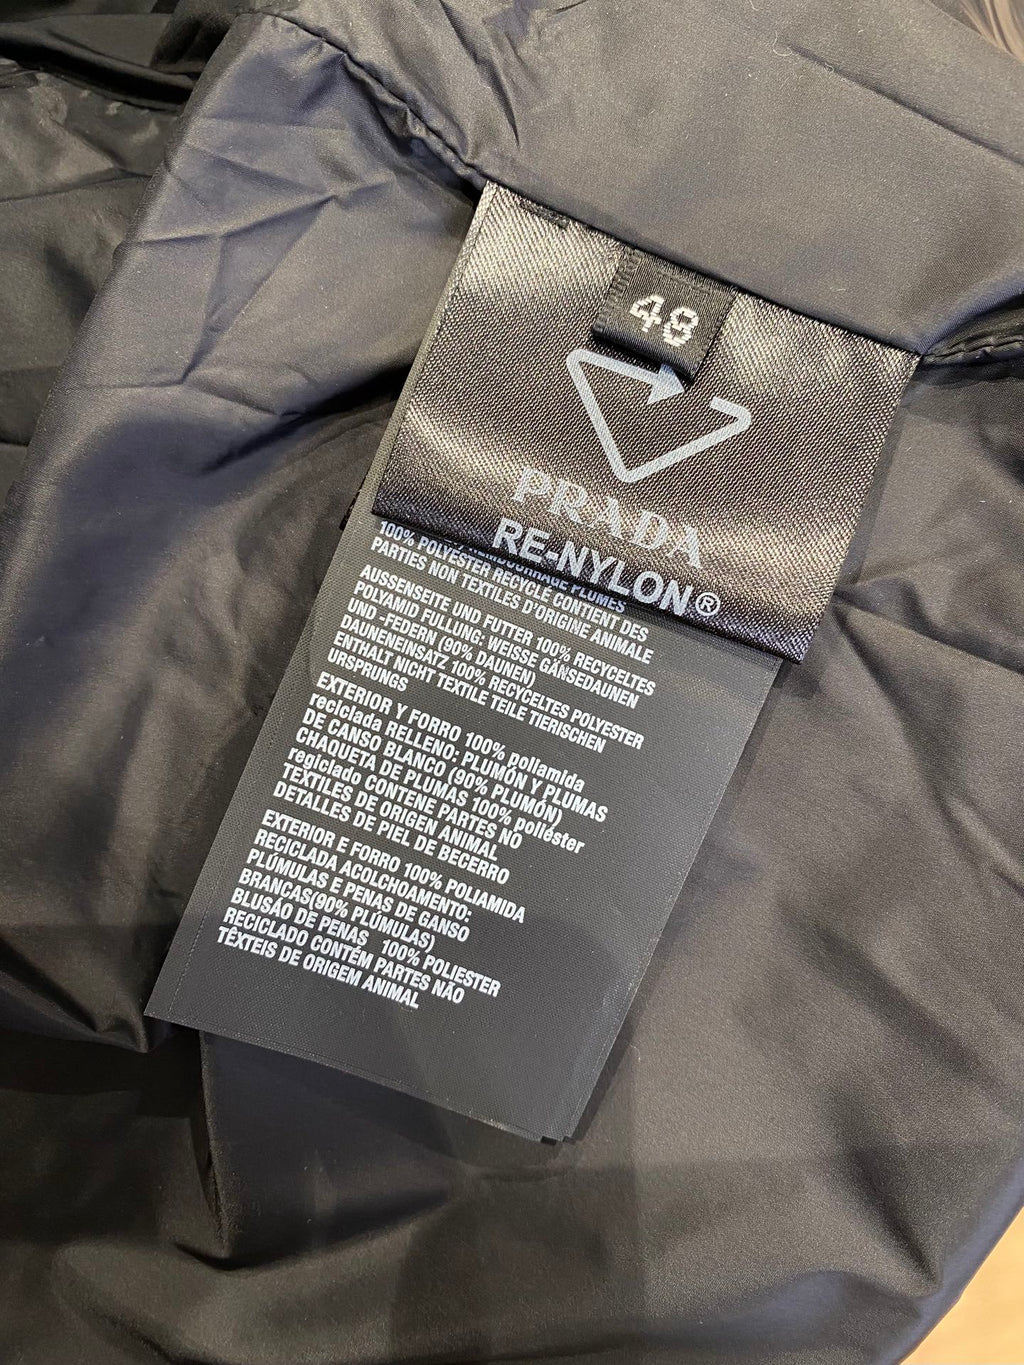 48
PRADA
RE-NYLON®
100% POLYESTER RECYCLÉ CONTIENT DES
PARTIES NON TEXTILES D'ORIGINE ANIMALE
AUSSENSEITE UND FUTTER 100% RECYCELTES
POLYAMID FÜLLUNG: WEISSE GÄNSEDAUNEN
UND -FEDERN (90% DAUNEN)
DAUNENEINSATZ 100% RECYCELTES POLYESTER
ENTHALT NICHT TEXTILE TEILE TIERISCHEN
URSPRUNGS
EXTERIOR Y FORRO 100% poliamida
reciclada RELLENO: PLUMÓN Y PLUMAS
DE CANSO BLANCO (90% PLUMÓN)
CHAQUETA DE PLUMAS 100% poliéster
regiclado CONTENE PARTES NO
TEXTILES DE ORIGEN ANIMAL
DETALLES DE PIEL DE BECERRO
EXTERIOR E FORRO 100% POLIAMIDA
RECICLADA ACOLCHOAMENTO:
PLÚMULAS E PENAS DE GANSO
BRANCAS(90% PLÚMULAS)
BLUSÃO DE PENAS 100% POLIESTER
RECICLADO CONTÉM PARTES NÃO
TÊXTEIS DE ORIGEM ANIMAL